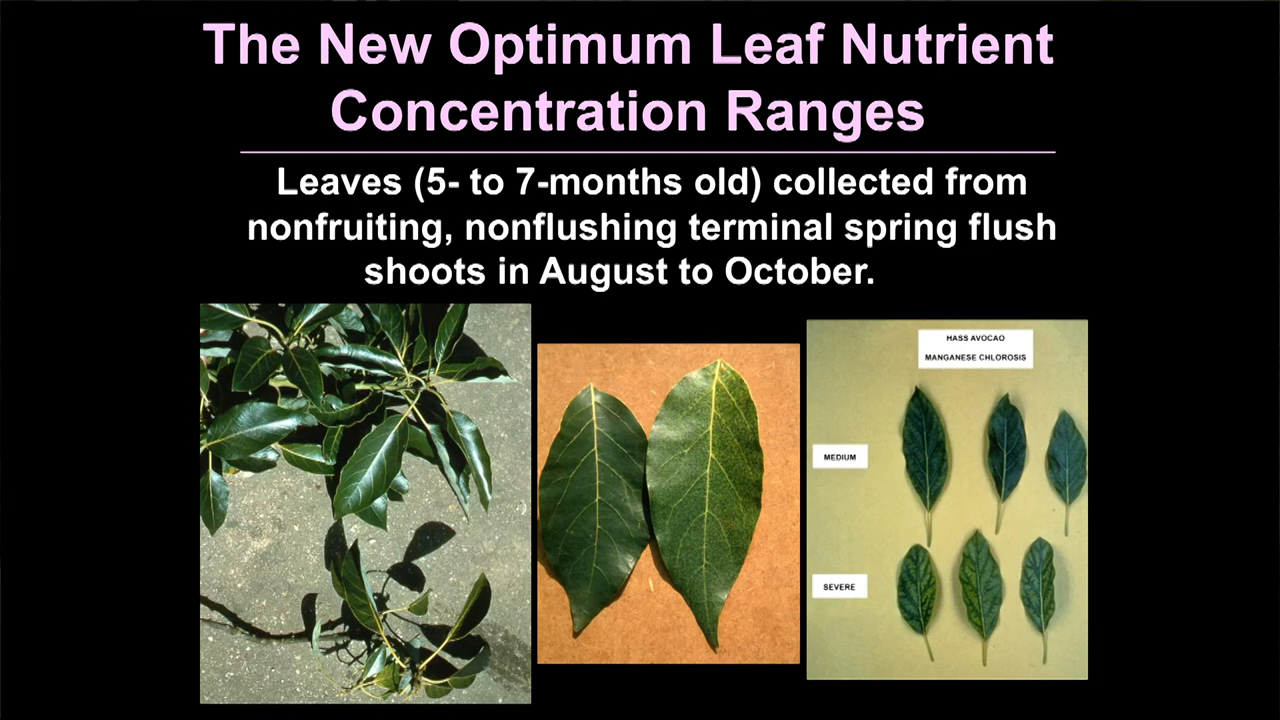 The New Optimum Leaf Nutrient
Concentration Ranges
Leaves (5- to 7-months old) collected from
nonfruiting, nonflushing terminal spring flush
shoots in August to October.
HASS AVOCAO
MANGANESE CHLOROSIS
MEDIUM
SEVERE